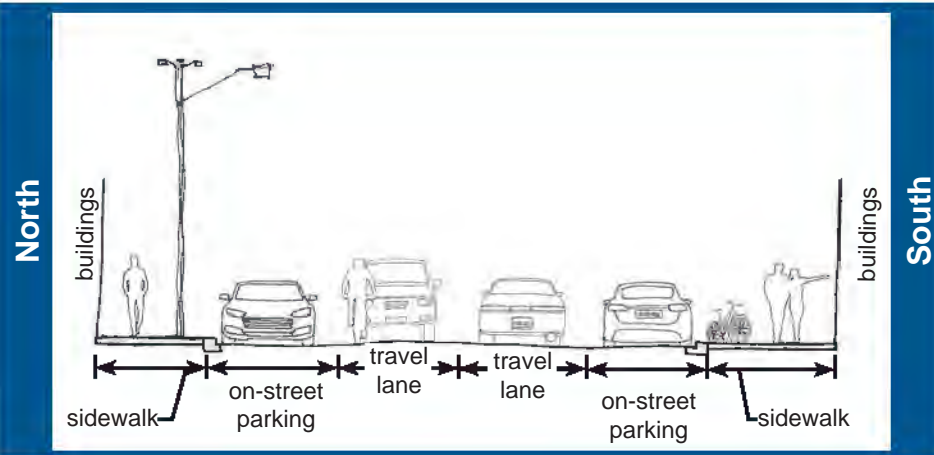 North
buildings
sidewalk
on-street
parking
travel
lane
travel
lane
on-street
parking
sidewalk
buildings
South